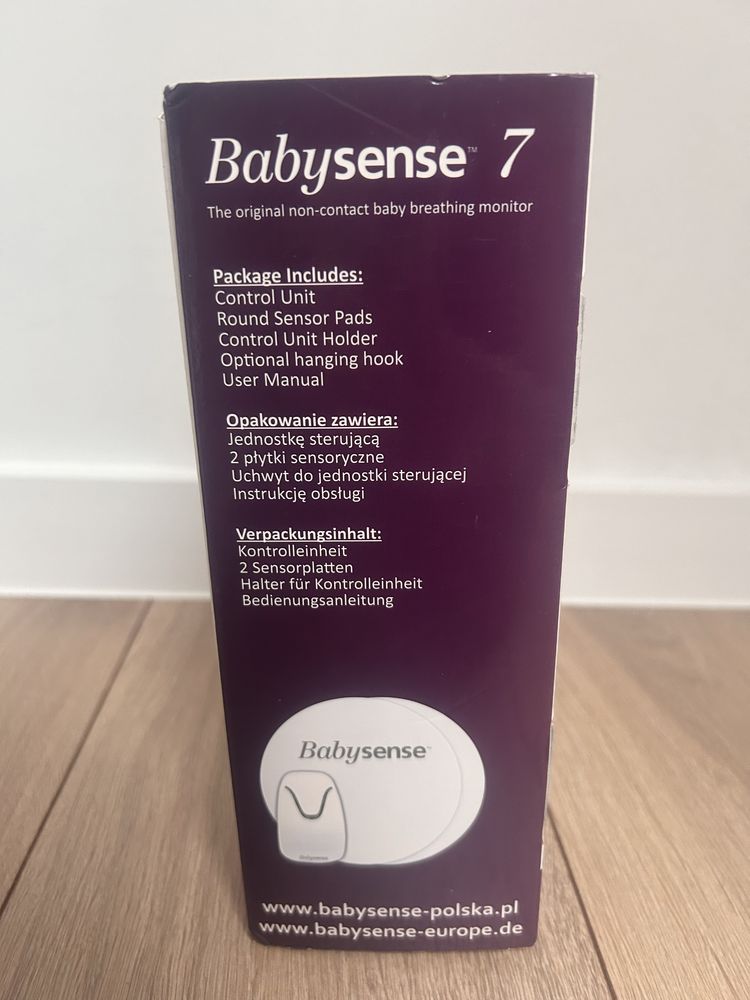 Babysense™ 7
The original non-contact baby breathing monitor
Package Includes:
Control Unit
Round Sensor Pads
Control Unit Holder
Optional hanging hook
User Manual
Opakowanie zawiera:
Jednostkę sterującą
2 płytki sensoryczne
Uchwyt do jednostki sterującej
Instrukcję obsługi
Verpackungsinhalt:
Kontrolleinheit
2 Sensorplatten
Halter für Kontrolleinheit
Bedienungsanleitung
Babysense™
Babysense
www.babysense-polska.pl
www.babysense-europe.de